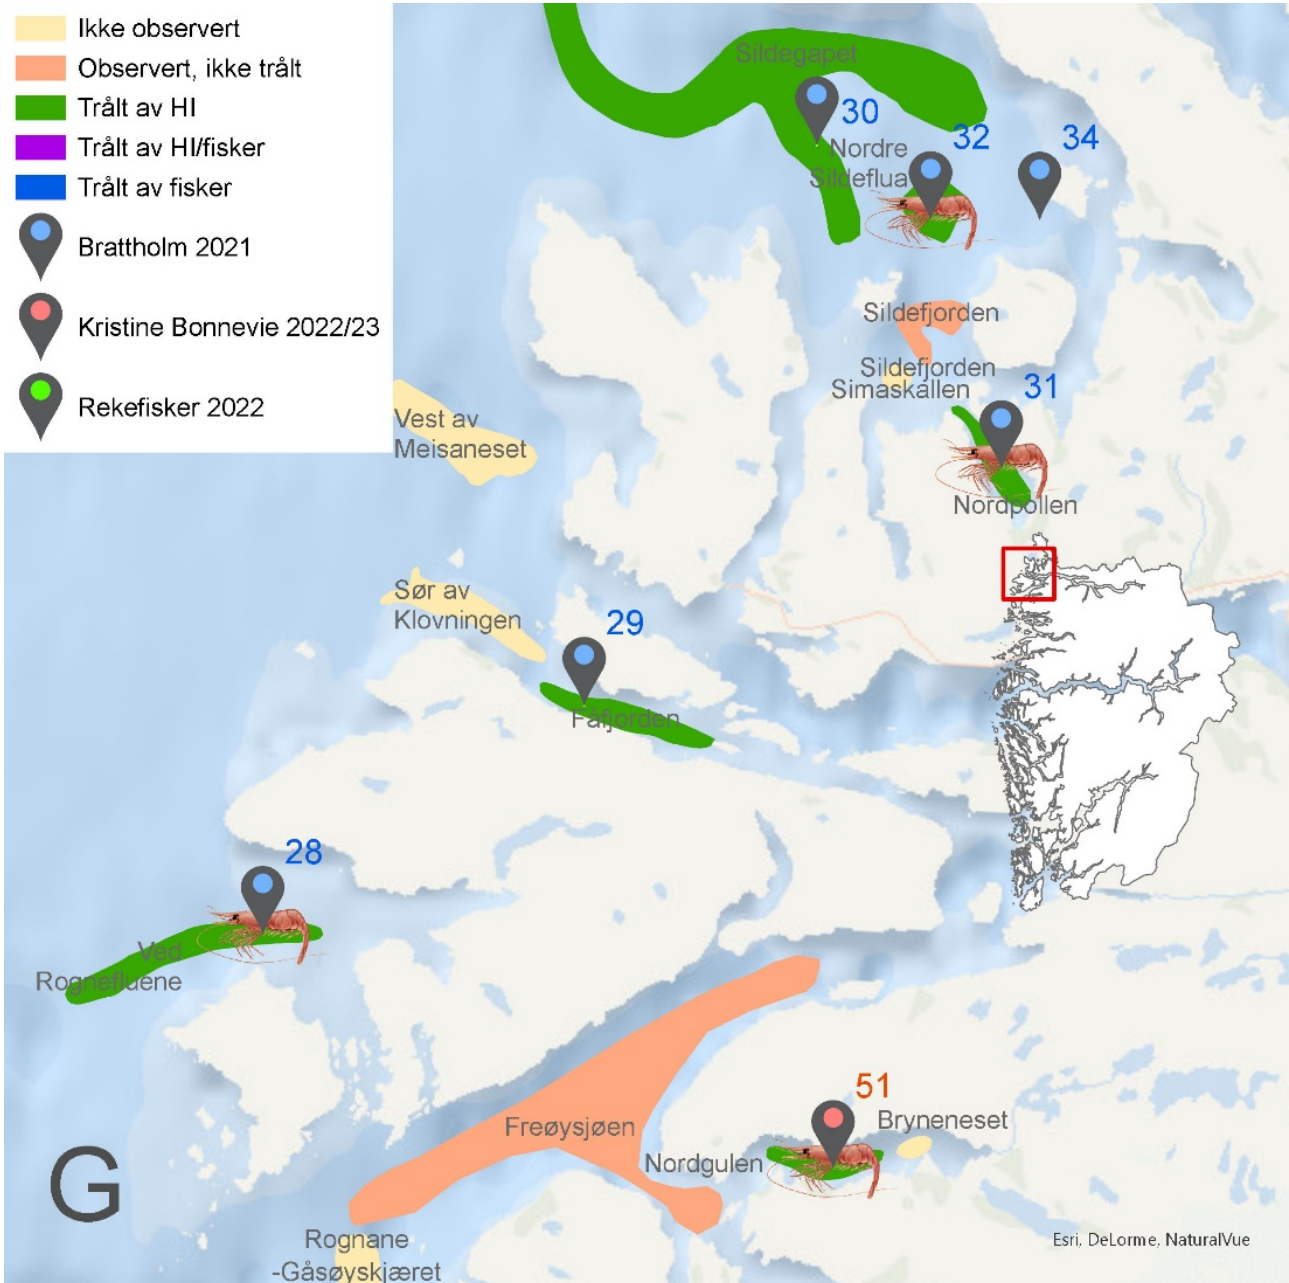 Ikke observert
Observert, ikke trålt
Trålt av HI
Trålt av HI/fisker
Trålt av fisker
Brattholm 2021
Kristine Bonnevie 2022/23
Rekefisker 2022
Sildegapet
30
32
34
Nordre
Sildeflua
Sildefjorden
Sildefjorden
Simaskallen
31
Vest av
Meisaneset
Nordpollen
Sør av
Klovningen
29
Fåfjorden
28
Ved
Rognefluene
51
Bryneneset
Freøysjøen
Nordgulen
G
Rognane
-Gåsøyskjæret
Esri, DeLorme, NaturalVue